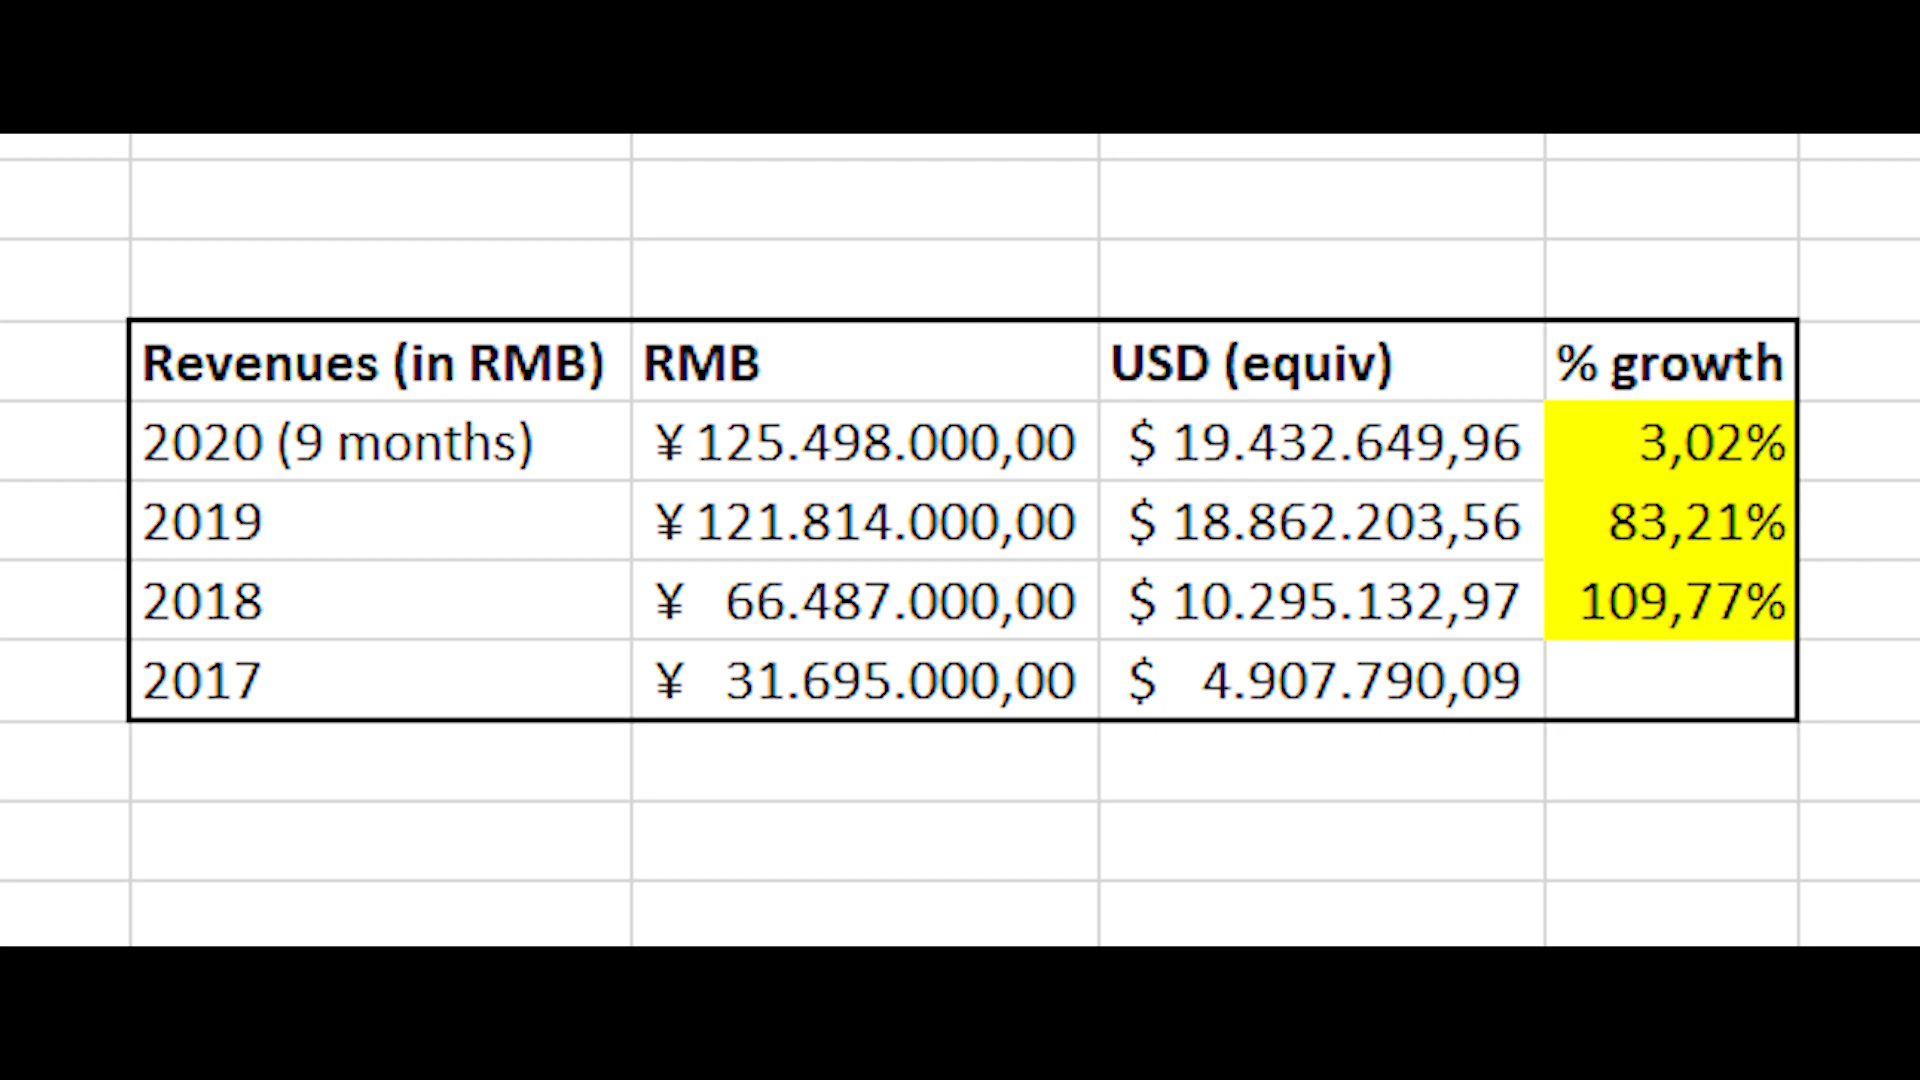 Revenues (in RMB) RMB USD (equiv) % growth
2020 (9 months) ¥ 125.498.000,00 $ 19.432.649,96 3,02%
2019 ¥ 121.814.000,00 $ 18.862.203,56 83,21%
2018 ¥ 66.487.000,00 $ 10.295.132,97 109,77%
2017 ¥ 31.695.000,00 $ 4.907.790,09